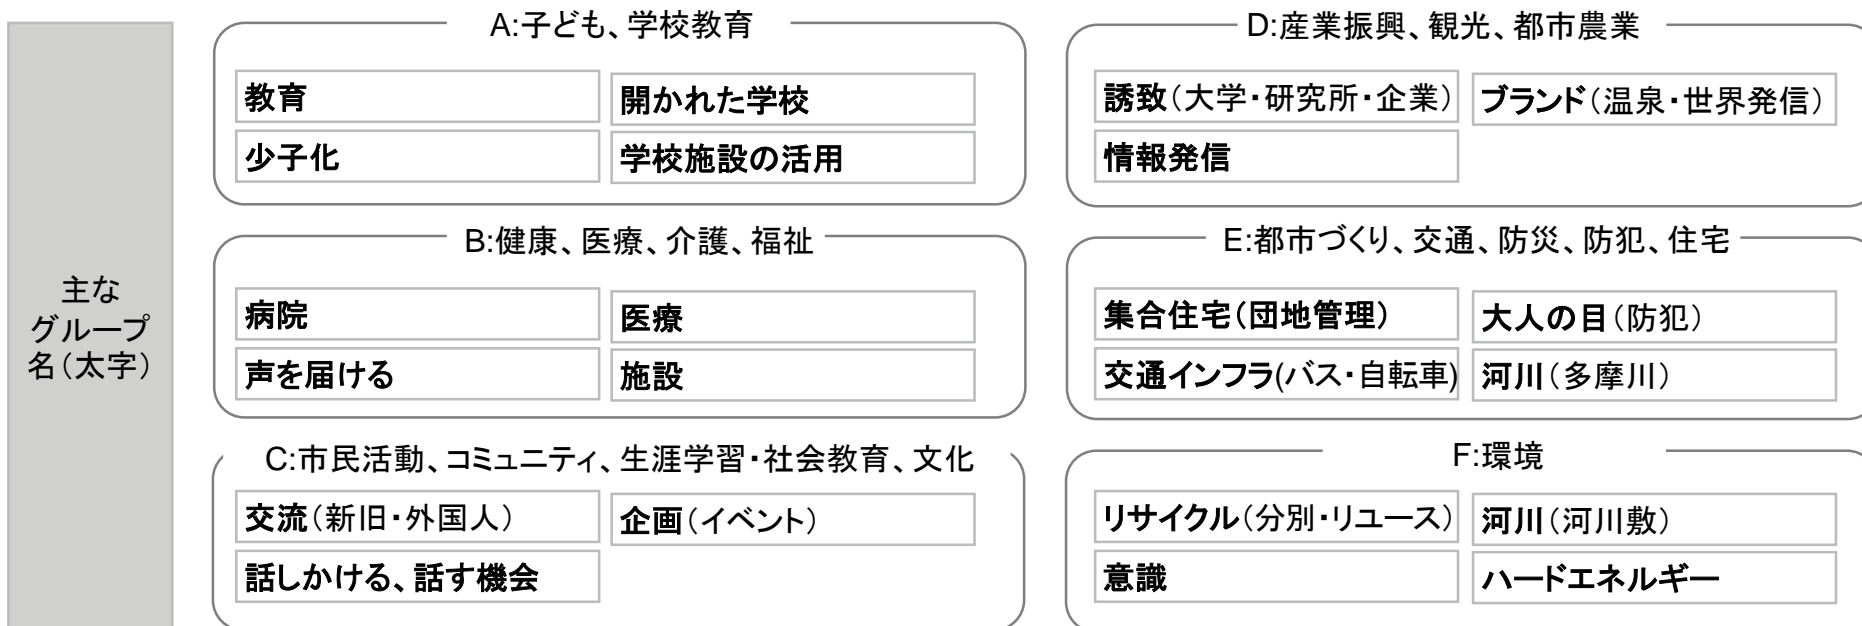 主な
グループ
名（太字）
A:子ども、学校教育
教育
開かれた学校
少子化
学校施設の活用
B:健康、医療、介護、福祉
病院
医療
声を届ける
施設
C:市民活動、コミュニティ、生涯学習・社会教育、文化
交流（新旧・外国人）
企画（イベント）
話しかける、話す機会
D:産業振興、観光、都市農業
誘致（大学・研究所・企業）
ブランド（温泉・世界発信）
情報発信
E:都市づくり、交通、防災、防犯、住宅
集合住宅（団地管理）
大人の目（防犯）
交通インフラ(バス・自転車)
河川（多摩川）
F:環境
リサイクル（分別・リユース）
河川（河川敷）
意識
ハードエネルギー